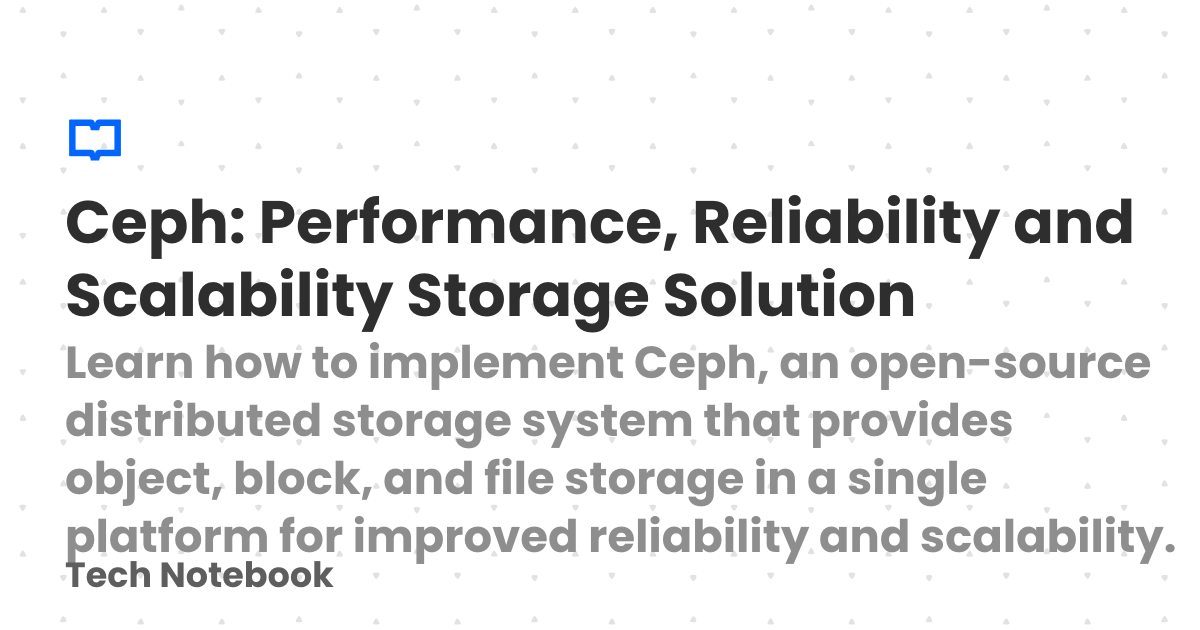 Ceph: Performance, Reliability and
Scalability Storage Solution
Learn how to implement Ceph, an open-source
distributed storage system that provides
object, block, and file storage in a single
platform for improved reliability and scalability.
Tech Notebook